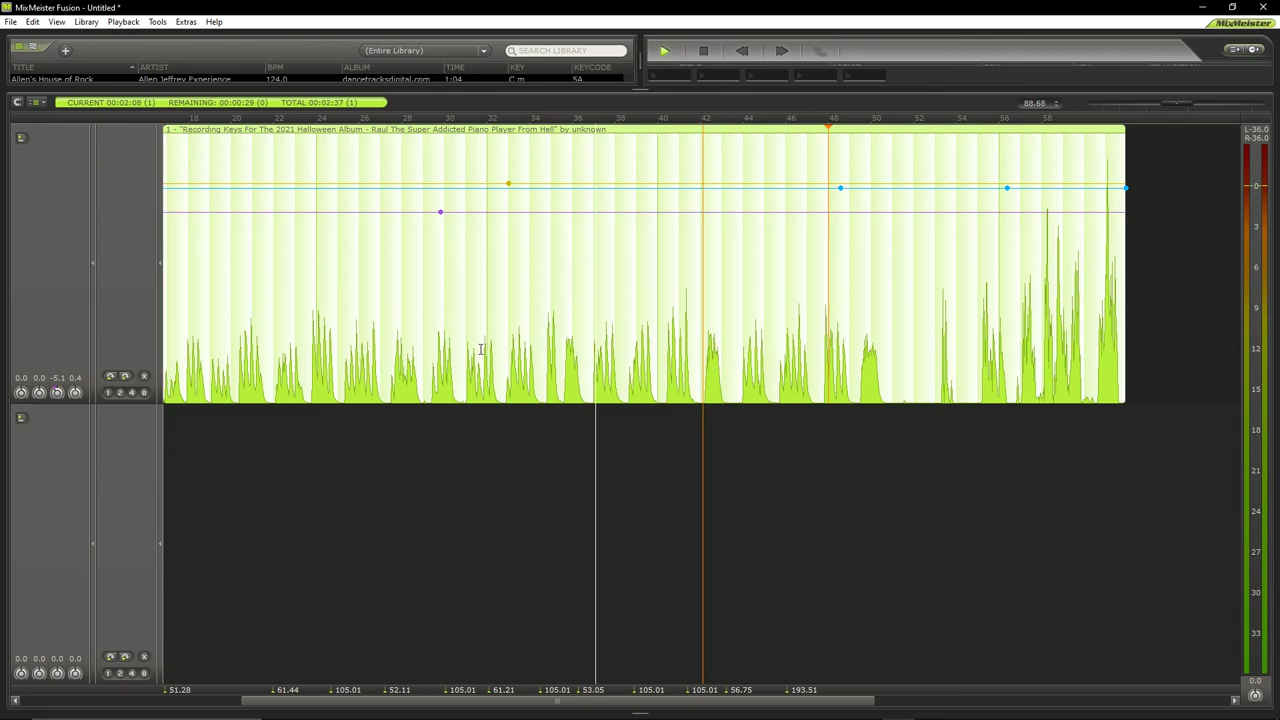 MixMeister Fusion - Untitled *
File Edit View Library Playback Tools Extras Help
MIXMEISTER
(Entire Library) SEARCH LIBRARY
TITLE ARTIST BPM ALBUM TIME KEY KEYCODE
Allen's House of Rock Allen Jeffrey Experience 124.0 dancetracksdigital.com 1:04 C m 5A
CURRENT 00:02:08 (1) REMAINING: 00:00:29 (0) TOTAL 00:02:37 (1)
88.68
18 20 22 24 26 28 30 32 34 36 38 40 42 44 46 48 50 52 54 56 58
1 - "Recording Keys For The 2021 Halloween Album - Raul The Super Addicted Piano Player From Hell" by unknown
L-36.0
R-36.0
0
3
6
9
12
15
18
21
24
27
30
33
0.0 0.0 -5.1 0.4
1 2 4 8
0.0 0.0 0.0 0.0
1 2 4 8
0.0
51.28 61.44 105.01 52.11 105.01 61.21 105.01 53.05 105.01 105.01 56.75 193.51